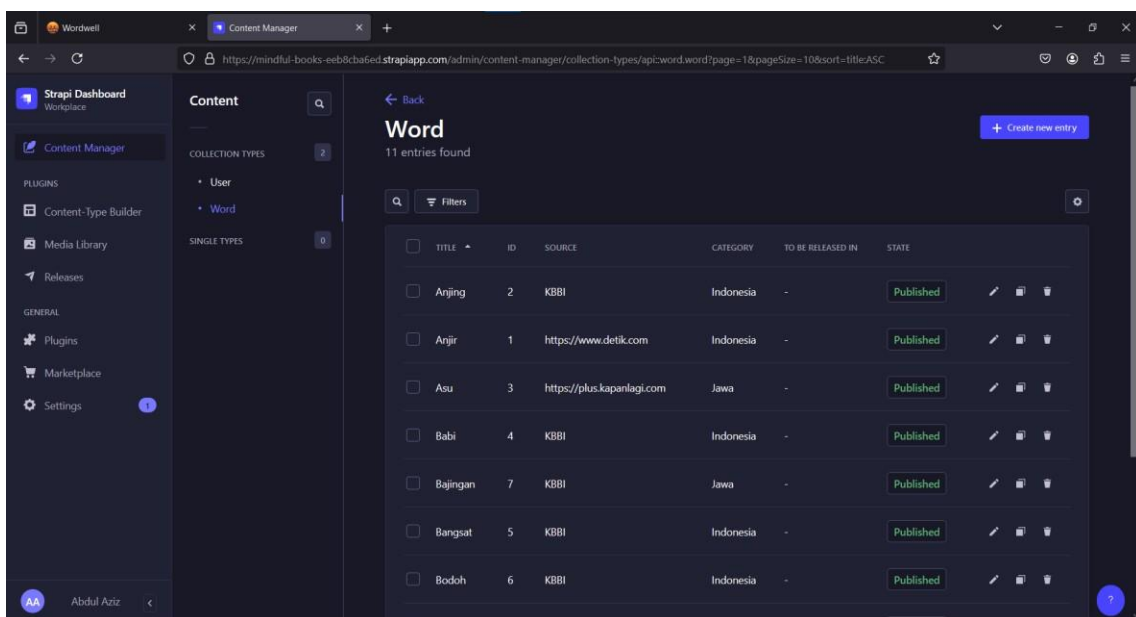 Wordwell
Content Manager
https://mindful-books-eeb8cba6ed.strapiapp.com/admin/content-manager/collection-types/api::word.word?page=1&pageSize=10&sort=title:ASC
Strapi Dashboard
Workplace
Content Manager
PLUGINS
Content-Type Builder
Media Library
Releases
GENERAL
Plugins
Marketplace
Settings 1
AA Abdul Aziz
Content
COLLECTION TYPES 2
User
Word
SINGLE TYPES 0
Back
Word
11 entries found
+ Create new entry
Filters
TITLE ID SOURCE CATEGORY TO BE RELEASED IN STATE
Anjing 2 KBBI Indonesia - Published
Anjir 1 https://www.detik.com Indonesia - Published
Asu 3 https://plus.kapanlagi.com Jawa - Published
Babi 4 KBBI Indonesia - Published
Bajingan 7 KBBI Jawa - Published
Bangsat 5 KBBI Indonesia - Published
Bodoh 6 KBBI Indonesia - Published
?